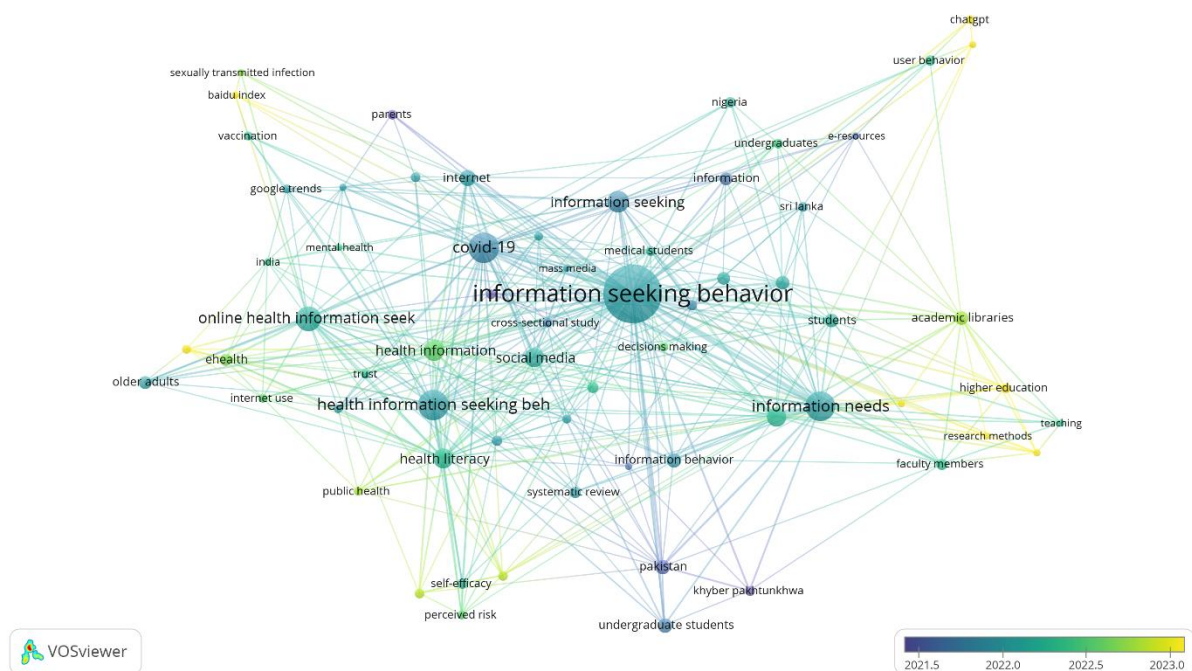 chatgpt
user behavior
sexually transmitted infection
baidu index
nigeria
parents
vaccination
e-resources
undergraduates
internet
information
google trends
information seeking
sri lanka
covid-19
mental health
medical students
india
mass media
information seeking behavior
online health information seek
cross-sectional study
students
academic libraries
health information
decisions making
social media
ehealth
trust
older adults
higher education
internet use
health information seeking beh
information needs
teaching
research methods
health literacy
information behavior
faculty members
public health
systematic review
pakistan
self-efficacy
khyber pakhtunkhwa
perceived risk
undergraduate students
VOSviewer
2021.5 2022.0 2022.5 2023.0